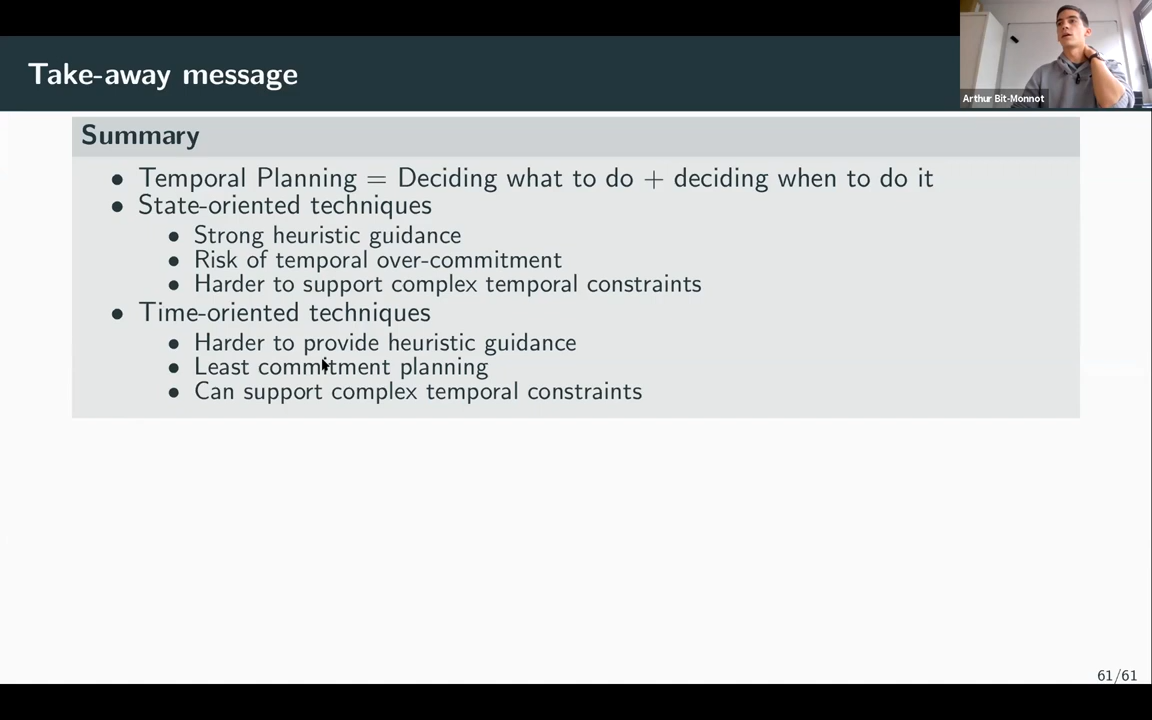 Take-away message
Arthur Bit-Monnot
Summary
• Temporal Planning = Deciding what to do + deciding when to do it
• State-oriented techniques
• Strong heuristic guidance
• Risk of temporal over-commitment
• Harder to support complex temporal constraints
• Time-oriented techniques
• Harder to provide heuristic guidance
• Least commitment planning
• Can support complex temporal constraints
61/61